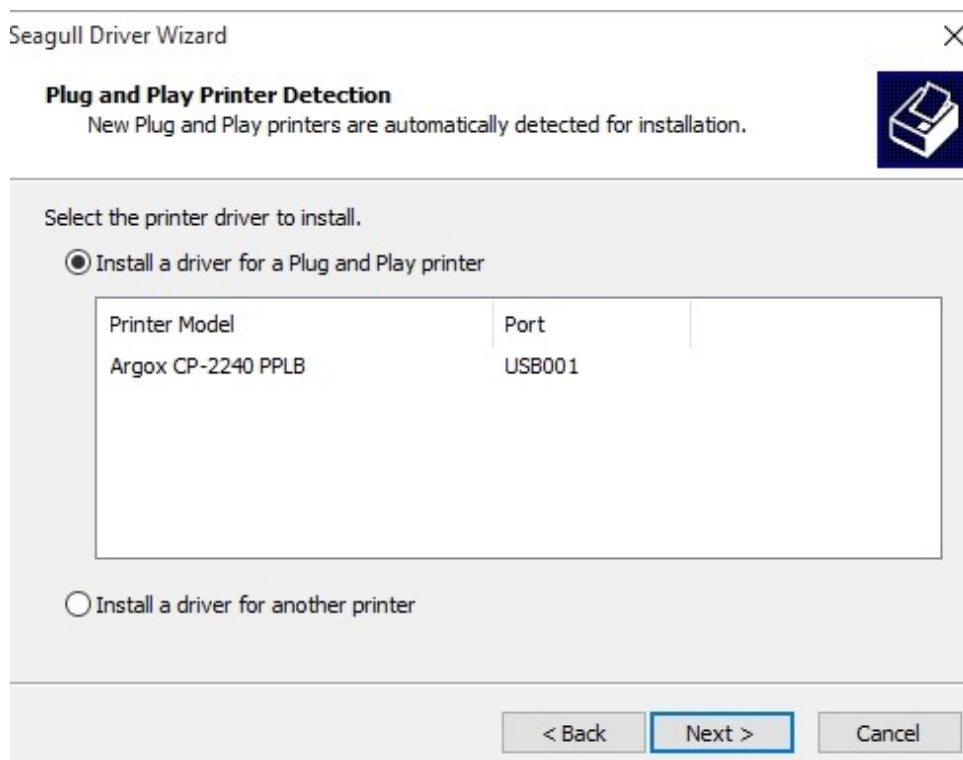 Seagull Driver Wizard
Plug and Play Printer Detection
New Plug and Play printers are automatically detected for installation.
Select the printer driver to install.
Install a driver for a Plug and Play printer
Printer Model Port
Argox CP-2240 PPLB USB001
Install a driver for another printer
< Back Next > Cancel